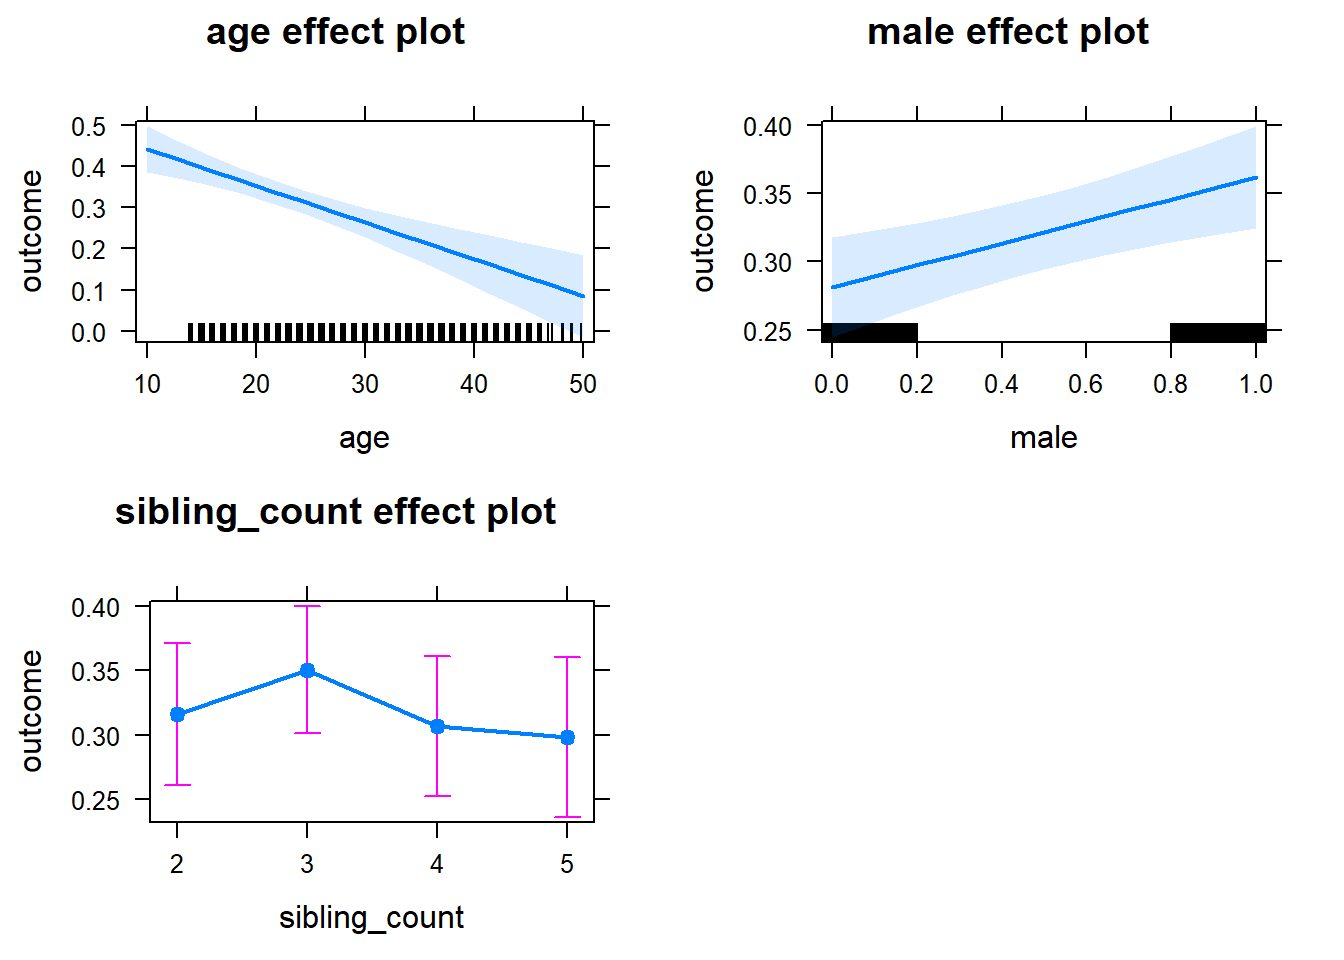 age effect plot
outcome
0.5
0.4
0.3
0.2
0.1
0.0
10 20 30 40 50
age
male effect plot
outcome
0.40
0.35
0.30
0.25
0.0 0.2 0.4 0.6 0.8 1.0
male
sibling_count effect plot
outcome
0.40
0.35
0.30
0.25
2 3 4 5
sibling_count